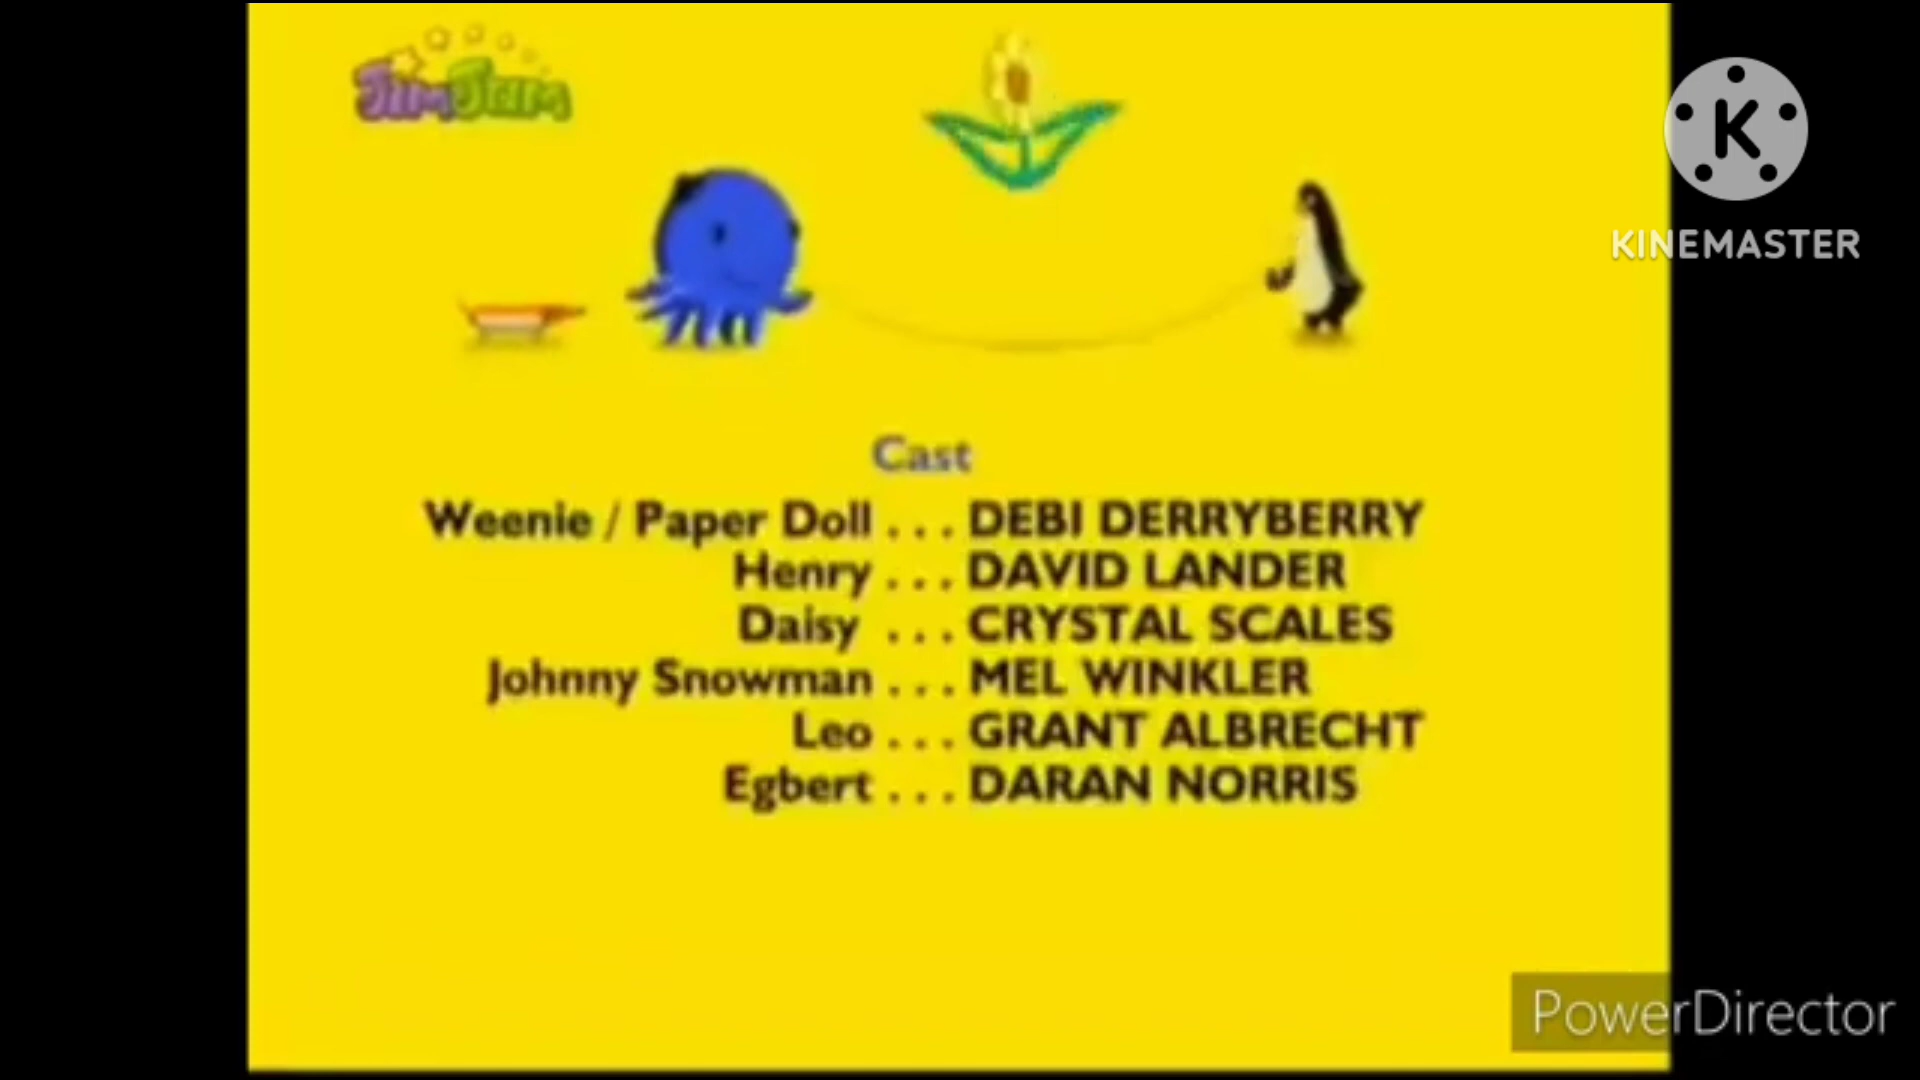 JimJam
K
KINEMASTER
Cast
Weenie / Paper Doll . . . DEBI DERRYBERRY
Henry . . . DAVID LANDER
Daisy . . . CRYSTAL SCALES
Johnny Snowman . . . MEL WINKLER
Leo . . . GRANT ALBRECHT
Egbert . . . DARAN NORRIS
PowerDirector